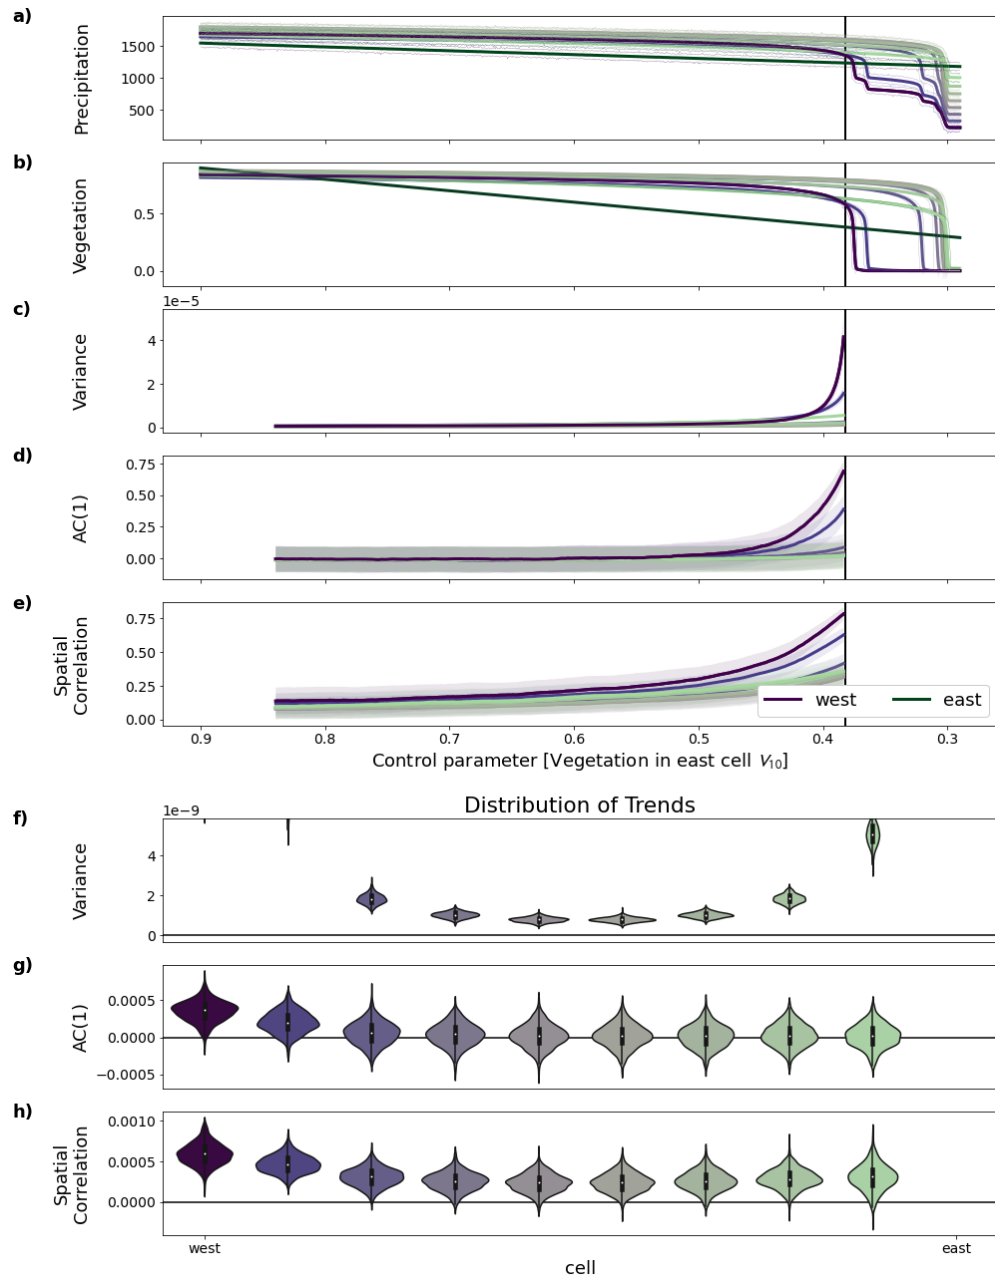 a)
Precipitation
1500
1000
500
b)
Vegetation
0.5
0.0
c)
1e−5
Variance
4
2
0
d)
AC(1)
0.75
0.50
0.25
0.00
e)
Spatial
Correlation
0.75
0.50
0.25
0.00
west east
0.9 0.8 0.7 0.6 0.5 0.4 0.3
Control parameter [Vegetation in east cell V₁₀]
Distribution of Trends
f)
1e−9
Variance
4
2
0
g)
AC(1)
0.0005
0.0000
−0.0005
h)
Spatial
Correlation
0.0010
0.0005
0.0000
west east
cell